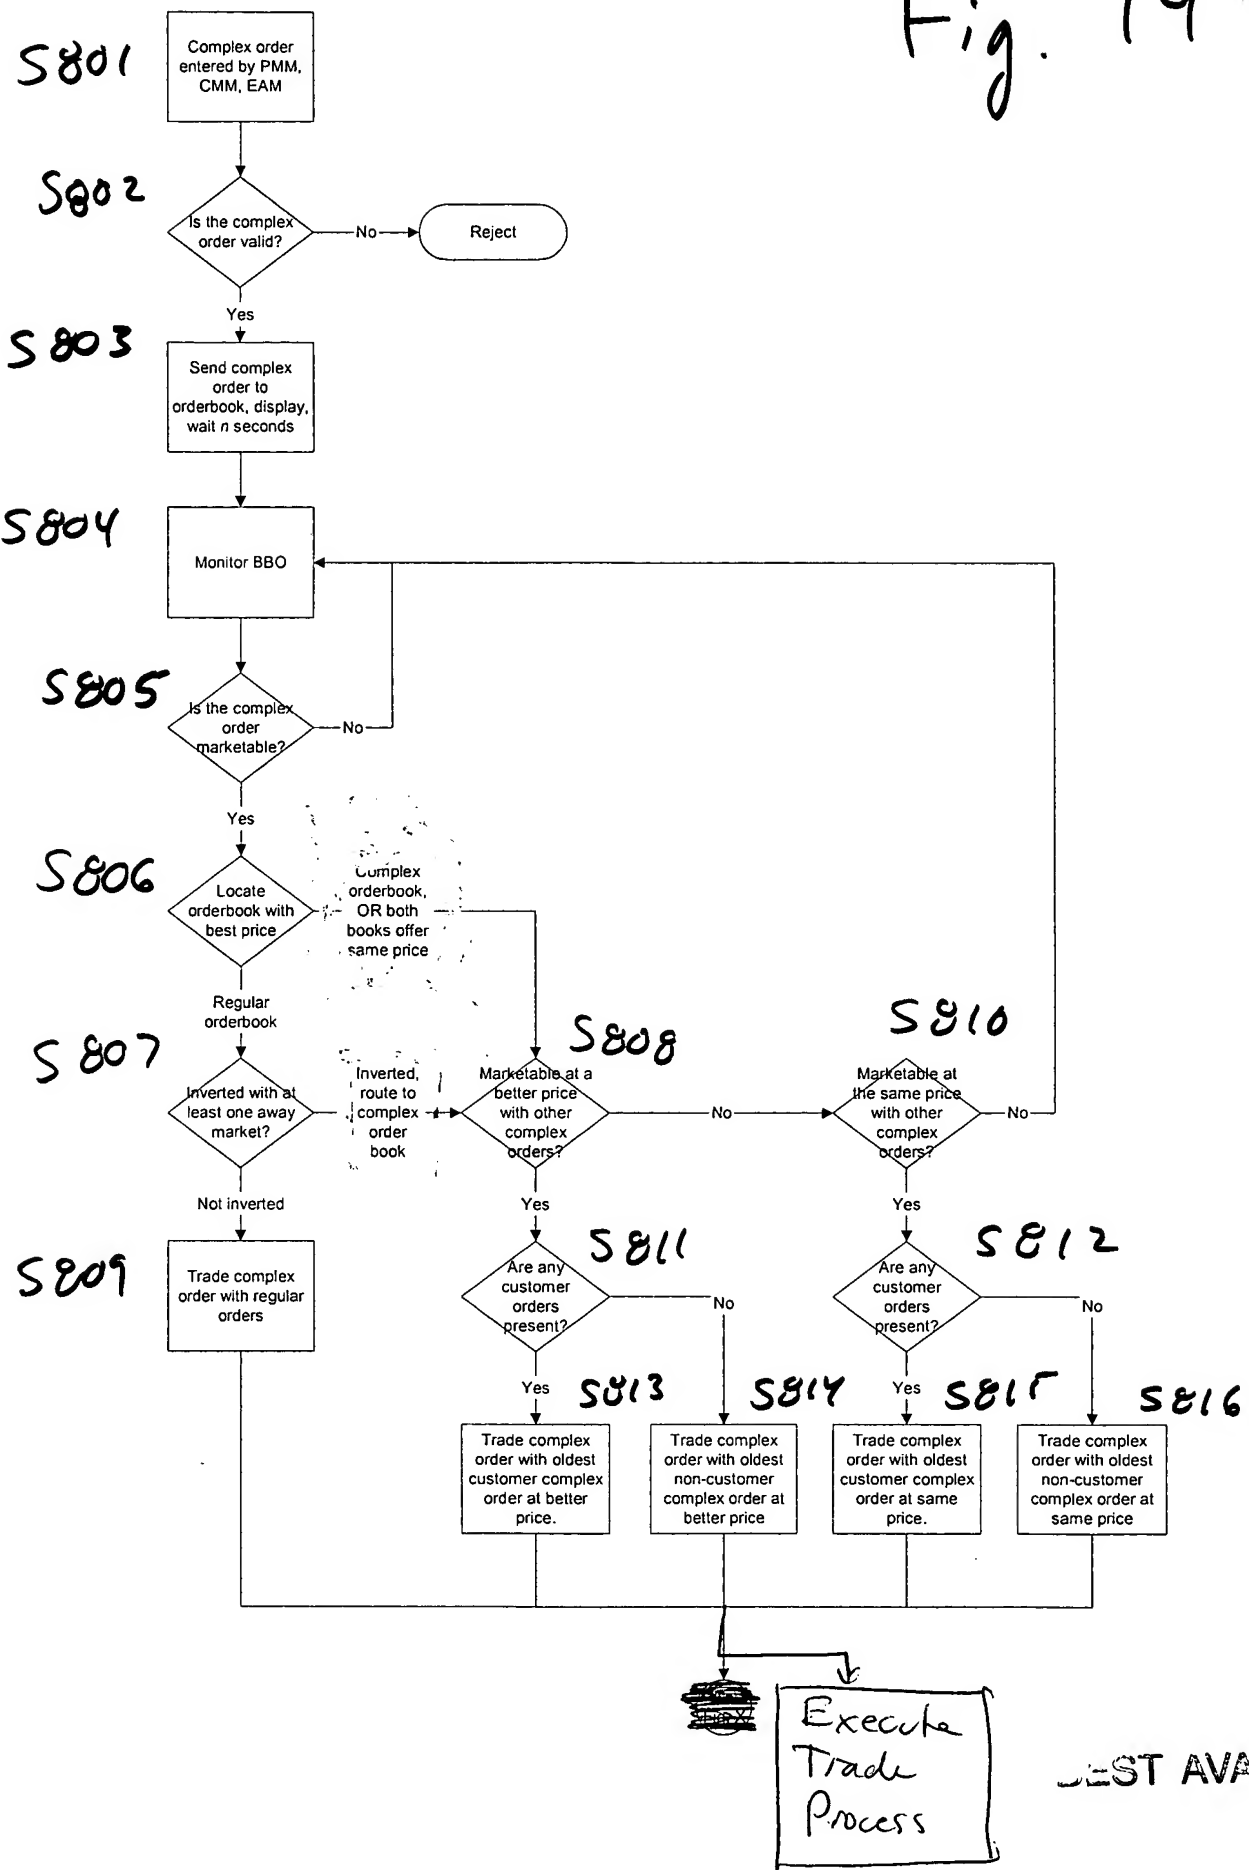 Fig. 19
S801
Complex order
entered by PMM,
CMM, EAM
S802
Is the complex
order valid?
No
Reject
Yes
S803
Send complex
order to
orderbook, display,
wait n seconds
S804
Monitor BBO
S805
Is the complex
order
marketable?
No
Yes
S806
Locate
orderbook with
best price
Complex
orderbook,
OR both
books offer
same price
Regular
orderbook
S807
Inverted with at
least one away
market?
Inverted,
route to
complex
order
book
S808
Marketable at a
better price
with other
complex
orders?
No
S810
Marketable at
the same price
with other
complex
orders?
No
Not inverted
Yes
Yes
S809
Trade complex
order with regular
orders
S811
Are any
customer
orders
present?
No
S812
Are any
customer
orders
present?
No
Yes
S813
S814
Yes
S815
S816
Trade complex
order with oldest
customer complex
order at better
price.
Trade complex
order with oldest
non-customer
complex order at
better price
Trade complex
order with oldest
customer complex
order at same
price.
Trade complex
order with oldest
non-customer
complex order at
same price
Execute
Trade
Process